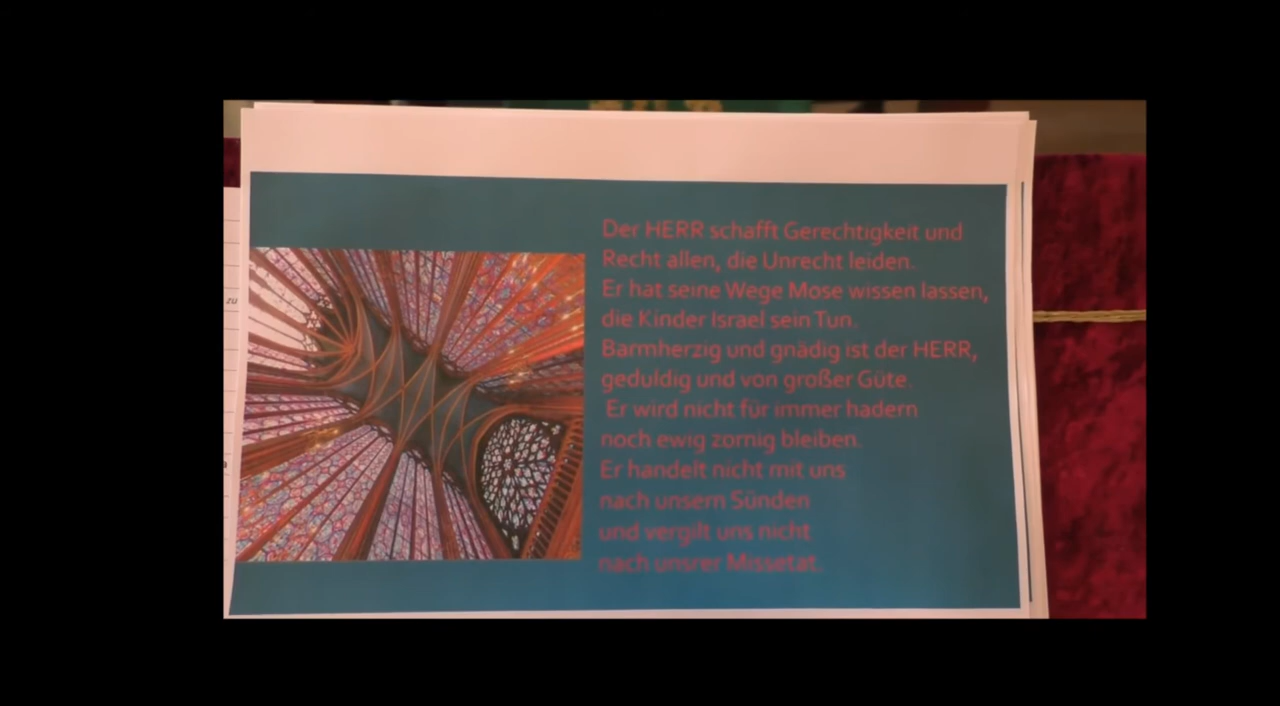 Der HERR schafft Gerechtigkeit und
Recht allen, die Unrecht leiden.
Er hat seine Wege Mose wissen lassen,
die Kinder Israel sein Tun.
Barmherzig und gnädig ist der HERR,
geduldig und von großer Güte.
Er wird nicht für immer hadern
noch ewig zornig bleiben.
Er handelt nicht mit uns
nach unsern Sünden
und vergilt uns nicht
nach unsrer Missetat.
zu